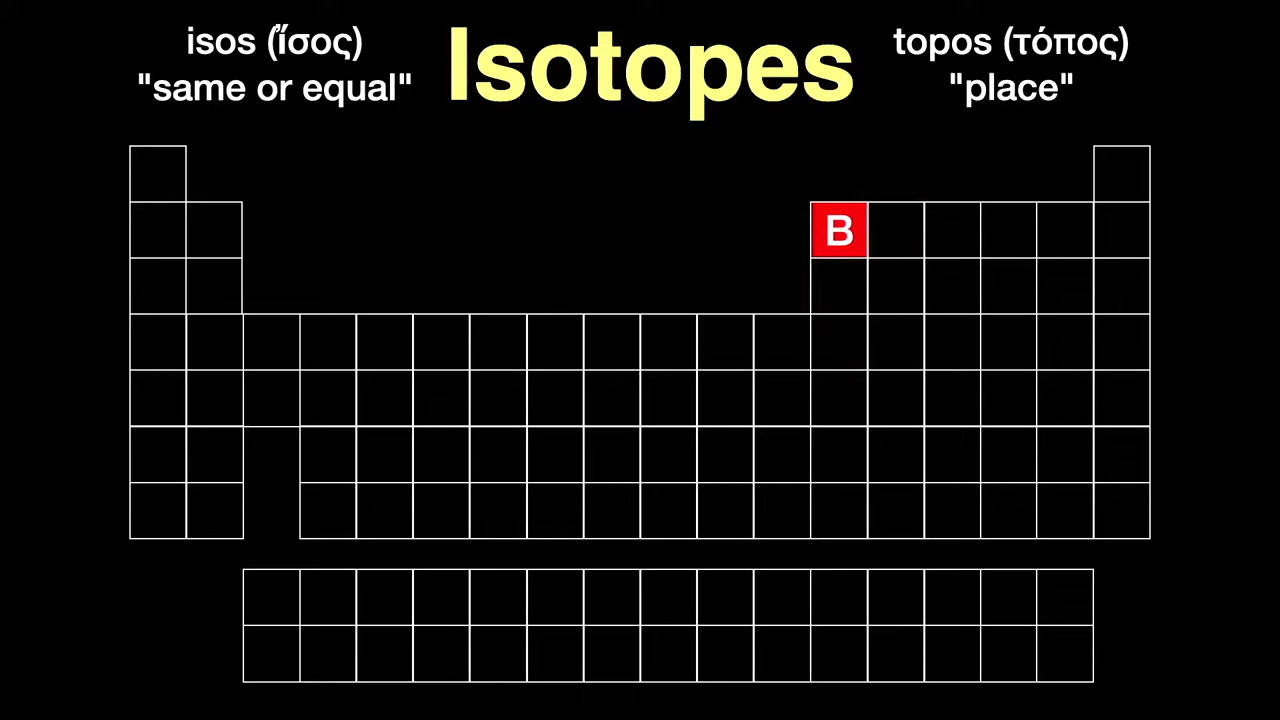 isos (ἴσος)
"same or equal"
Isotopes
topos (τόπος)
"place"
B